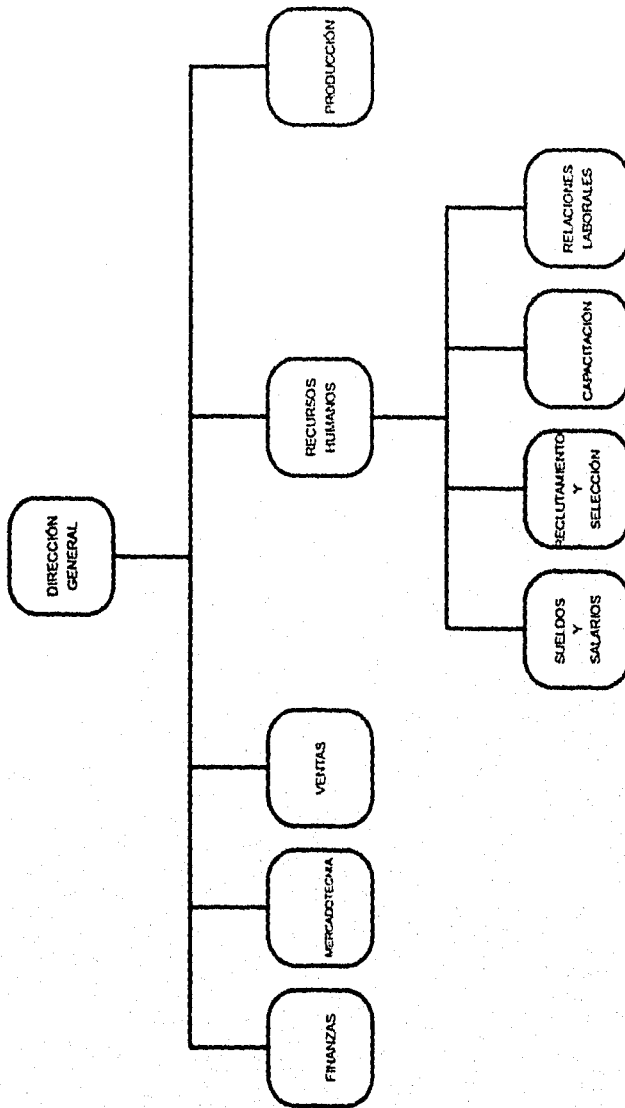 DIRECCIÓN
GENERAL
FINANZAS
MERCADOTECNIA
VENTAS
RECURSOS
HUMANOS
PRODUCCIÓN
SUELDOS
Y
SALARIOS
RECLUTAMIENTO
Y
SELECCIÓN
CAPACITACIÓN
RELACIONES
LABORALES